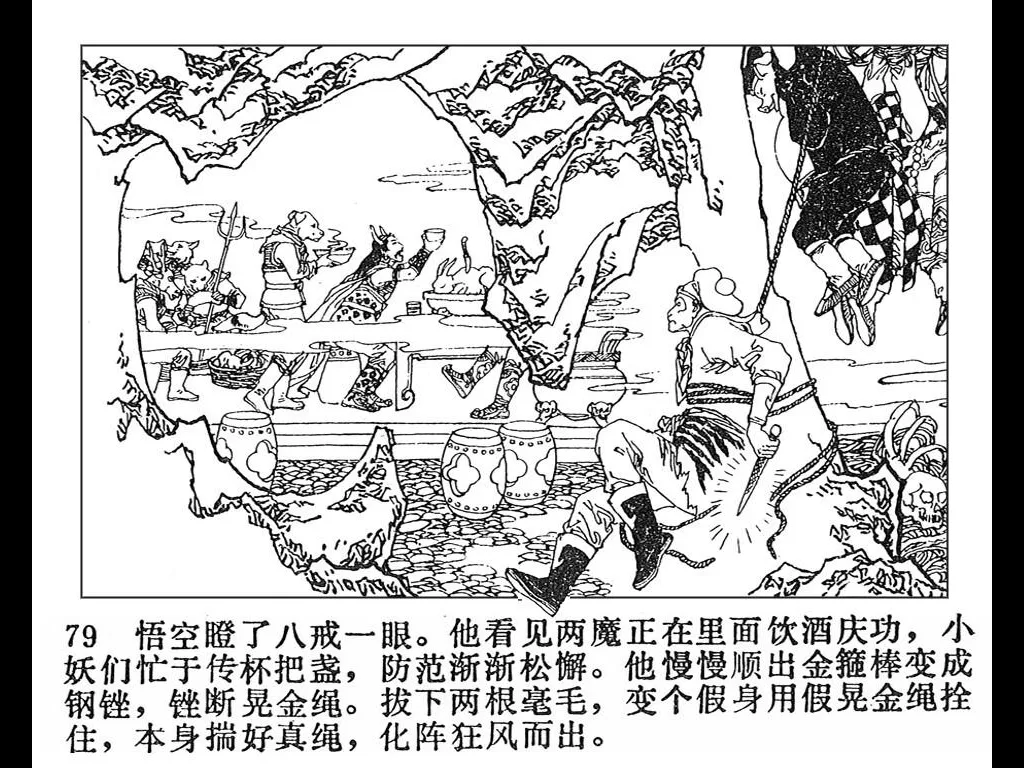 79 悟空瞪了八戒一眼。他看见两魔正在里面饮酒庆功，小
妖们忙于传杯把盏，防范渐渐松懈。他慢慢顺出金箍棒变成
钢锉，锉断晃金绳。拔下两根毫毛，变个假身用假晃金绳拴
住，本身揣好真绳，化阵狂风而出。